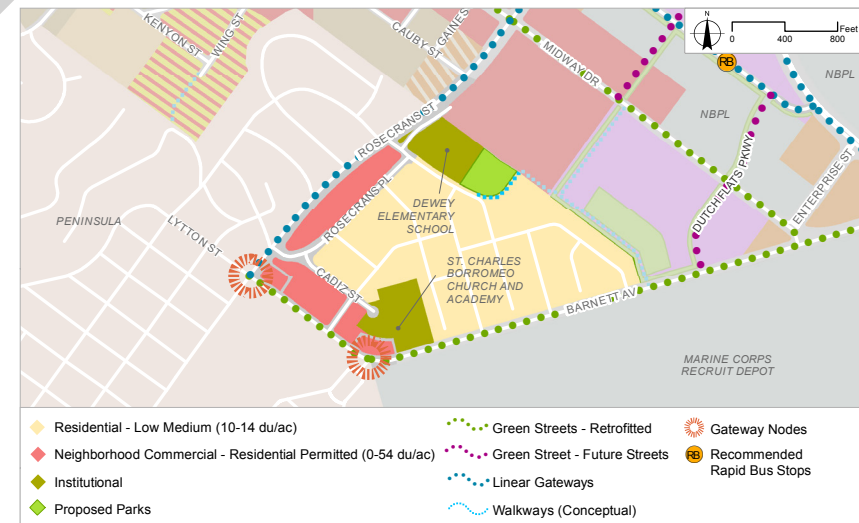 KENYON ST
WING ST
CAUBY ST
GAINES
MIDWAY DR
N
0 400 800 Feet
RB
NBPL
NBPL
ROSECRANS ST
ROSECRANS PL
DUTCH FLATS PKWY
ENTERPRISE ST
PENINSULA
LYTTON ST
DEWEY
ELEMENTARY
SCHOOL
CADIZ ST
ST. CHARLES
BORROMEO
CHURCH AND
ACADEMY
BARNETT AV
MARINE CORPS
RECRUIT DEPOT
Residential - Low Medium (10-14 du/ac)
Neighborhood Commercial - Residential Permitted (0-54 du/ac)
Institutional
Proposed Parks
Green Streets - Retrofitted
Green Street - Future Streets
Linear Gateways
Walkways (Conceptual)
Gateway Nodes
RB Recommended
Rapid Bus Stops